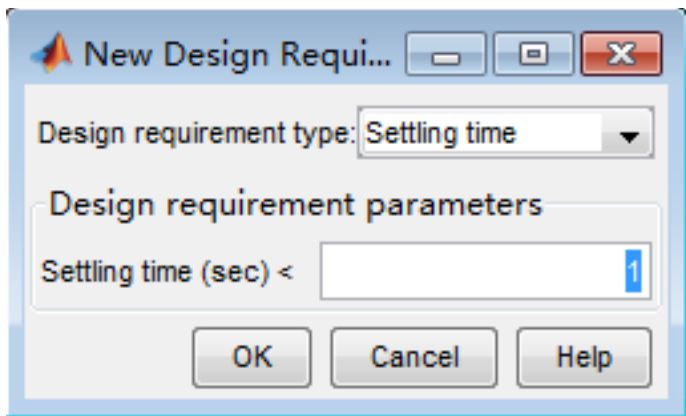 New Design Requi...
Design requirement type: Settling time
Design requirement parameters
Settling time (sec) < 1
OK Cancel Help